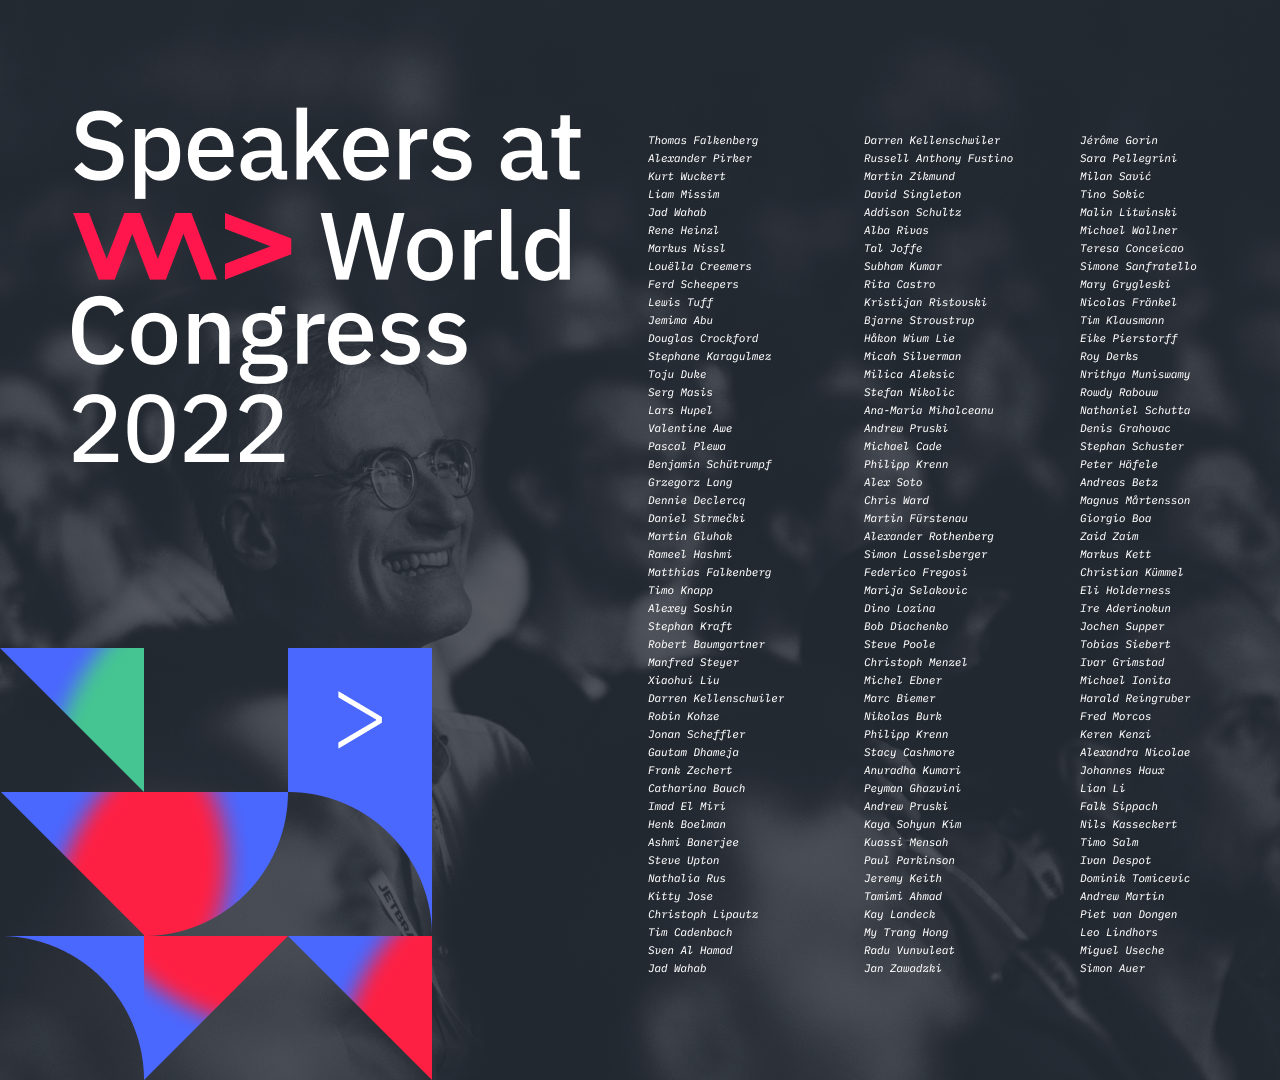 Speakers at
World
Congress
2022
Thomas Falkenberg
Alexander Pirker
Kurt Wuckert
Liam Missim
Jad Wahab
Rene Heinzl
Markus Nissl
Louëlla Creemers
Ferd Scheepers
Lewis Tuff
Jemima Abu
Douglas Crockford
Stephane Karagulmez
Toju Duke
Serg Masis
Lars Hupel
Valentine Awe
Pascal Plewa
Benjamin Schütrumpf
Grzegorz Lang
Dennie Declercq
Daniel Strmečki
Martin Gluhak
Rameel Hashmi
Matthias Falkenberg
Timo Knapp
Alexey Soshin
Stephan Kraft
Robert Baumgartner
Manfred Steyer
Xiaohui Liu
Darren Kellenschwiler
Robin Kohze
Jonan Scheffler
Gautam Dhameja
Frank Zechert
Catharina Bauch
Imad El Miri
Henk Boelman
Ashmi Banerjee
Steve Upton
Nathalia Rus
Kitty Jose
Christoph Lipautz
Tim Cadenbach
Sven Al Hamad
Jad Wahab
Darren Kellenschwiler
Russell Anthony Fustino
Martin Zikmund
David Singleton
Addison Schultz
Alba Rivas
Tal Joffe
Subham Kumar
Rita Castro
Kristijan Ristovski
Bjarne Stroustrup
Håkon Wium Lie
Micah Silverman
Milica Aleksic
Stefan Nikolic
Ana-Maria Mihalceanu
Andrew Pruski
Michael Cade
Philipp Krenn
Alex Soto
Chris Ward
Martin Fürstenau
Alexander Rothenberg
Simon Lasselsberger
Federico Fregosi
Marija Selakovic
Dino Lozina
Bob Diachenko
Steve Poole
Christoph Menzel
Michel Ebner
Marc Biemer
Nikolas Burk
Philipp Krenn
Stacy Cashmore
Anuradha Kumari
Peyman Ghazvini
Andrew Pruski
Kaya Sohyun Kim
Kuassi Mensah
Paul Parkinson
Jeremy Keith
Tamimi Ahmad
Kay Landeck
My Trang Hong
Radu Vunvuleat
Jan Zawadzki
Jérôme Gorin
Sara Pellegrini
Milan Savić
Tino Sokic
Malin Litwinski
Michael Wallner
Teresa Conceicao
Simone Sanfratello
Mary Grygleski
Nicolas Fränkel
Tim Klausmann
Eike Pierstorff
Roy Derks
Nrithya Muniswamy
Rowdy Rabouw
Nathaniel Schutta
Denis Grahovac
Stephan Schuster
Peter Häfele
Andreas Betz
Magnus Mårtensson
Giorgio Boa
Zaid Zaim
Markus Kett
Christian Kümmel
Eli Holderness
Ire Aderinokun
Jochen Supper
Tobias Siebert
Ivar Grimstad
Michael Ionita
Harald Reingruber
Fred Morcos
Keren Kenzi
Alexandra Nicolae
Johannes Haux
Lian Li
Falk Sippach
Nils Kasseckert
Timo Salm
Ivan Despot
Dominik Tomicevic
Andrew Martin
Piet van Dongen
Leo Lindhors
Miguel Useche
Simon Auer